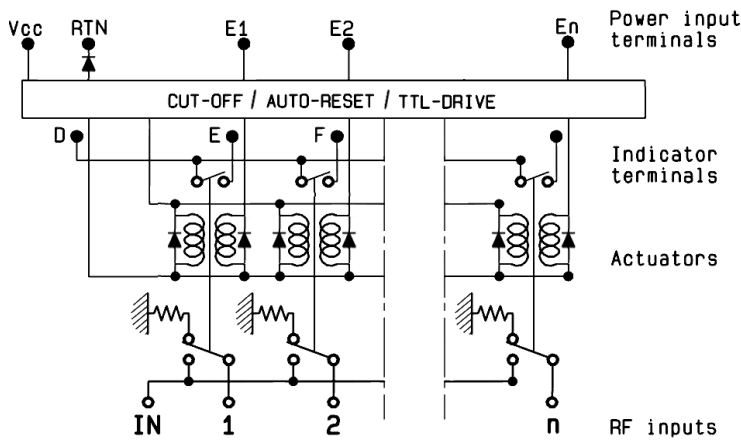 Vcc RTN E1 E2 En Power input
terminals
CUT-OFF / AUTO-RESET / TTL-DRIVE
D E F
Indicator
terminals
Actuators
IN 1 2 n RF inputs